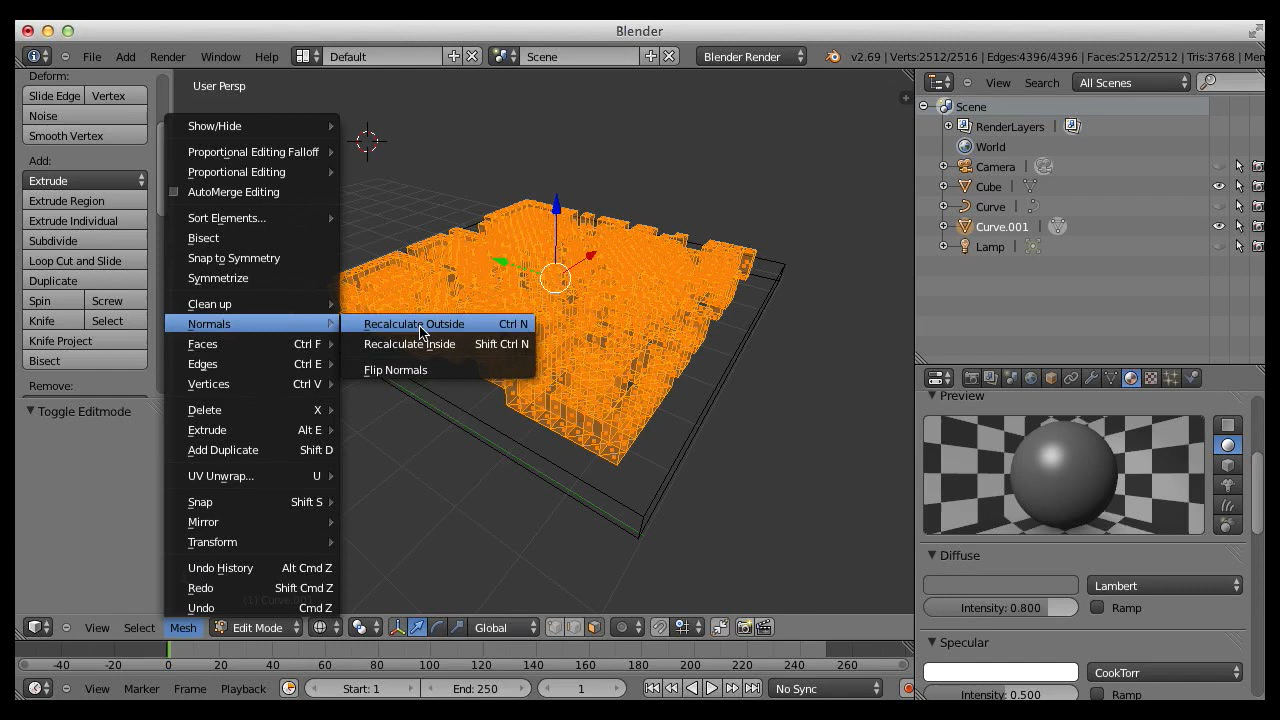 Blender
File Add Render Window Help Default Scene Blender Render v2.69 | Verts:2512/2516 | Edges:4396/4396 | Faces:2512/2512 | Tris:3768 | Mem
Deform:
Slide Edge Vertex
Noise
Smooth Vertex
Add:
Extrude
Extrude Region
Extrude Individual
Subdivide
Loop Cut and Slide
Duplicate
Spin Screw
Knife Select
Knife Project
Bisect
Remove:
Toggle Editmode
User Persp
Show/Hide
Proportional Editing Falloff
Proportional Editing
AutoMerge Editing
Sort Elements...
Bisect
Snap to Symmetry
Symmetrize
Clean up
Normals
Faces Ctrl F
Edges Ctrl E
Vertices Ctrl V
Delete X
Extrude Alt E
Add Duplicate Shift D
UV Unwrap... U
Snap Shift S
Mirror
Transform
Undo History Alt Cmd Z
Redo Shift Cmd Z
Undo Cmd Z
Recalculate Outside Ctrl N
Recalculate Inside Shift Ctrl N
Flip Normals
View Search All Scenes
Scene
RenderLayers
World
Camera
Cube
Curve
Curve.001
Lamp
Preview
Diffuse
Lambert
Intensity: 0.800 Ramp
Specular
CookTorr
Intensity: 0.500 Ramp
View Select Mesh Edit Mode Global
-40 -20 0 20 40 60 80 100 120 140 160 180 200 220 240 260
View Marker Frame Playback Start: 1 End: 250 1 No Sync